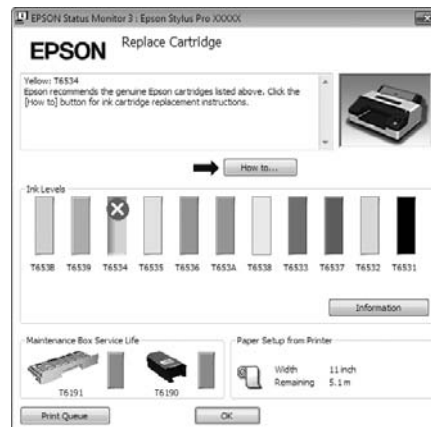 EPSON Status Monitor 3 : Epson Stylus Pro XXXXX
EPSON
Replace Cartridge
Yellow: T6534
Epson recommends the genuine Epson cartridges listed above. Click the
[How to] button for ink cartridge replacement instructions.
How to...
Ink Levels
T653B T6539 T6534 T6535 T6536 T653A T6538 T6533 T6537 T6532 T6531
Information
Maintenance Box Service Life
T6191 T6190
Paper Setup from Printer
Width 11 inch
Remaining 5.1 m
Print Queue
OK